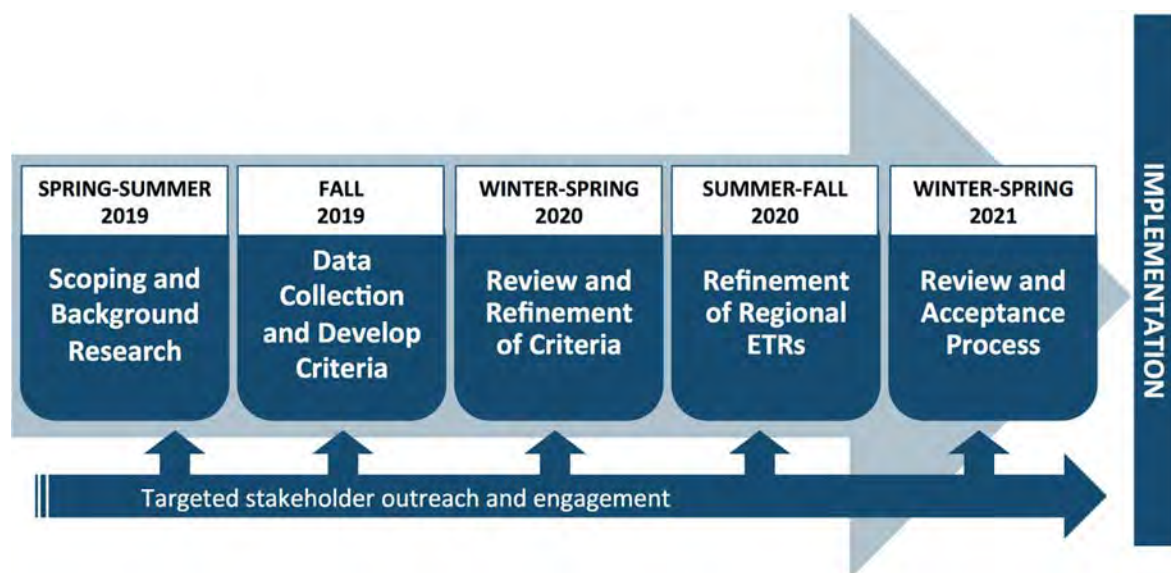 SPRING-SUMMER
2019
Scoping and
Background
Research
FALL
2019
Data
Collection
and Develop
Criteria
WINTER-SPRING
2020
Review and
Refinement
of Criteria
SUMMER-FALL
2020
Refinement
of Regional
ETRs
WINTER-SPRING
2021
Review and
Acceptance
Process
IMPLEMENTATION
Targeted stakeholder outreach and engagement